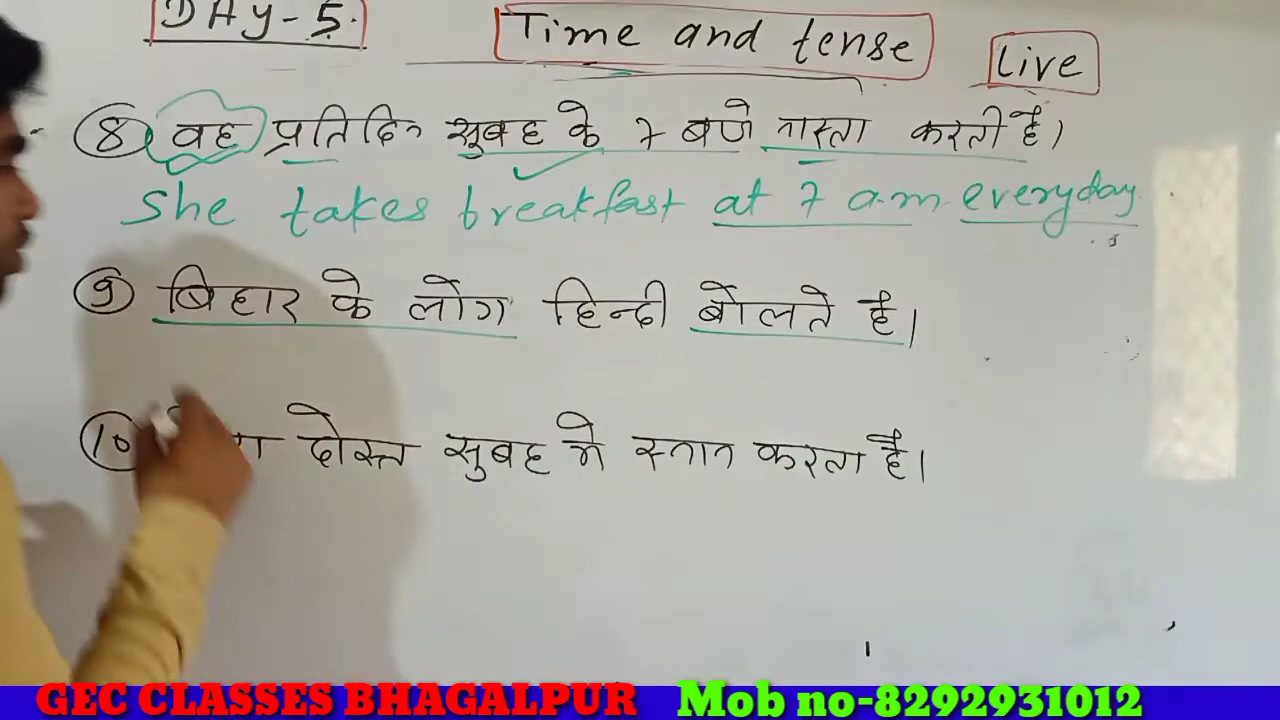 DAY-5.
Time and tense
Live
8 वह प्रतिदिन सुबह के 7 बजे नास्ता करती है।
She takes breakfast at 7 a.m. everyday.
9 बिहार के लोग हिन्दी बोलते है।
10 दोस्त सुबह मे स्नान करता है।
GEC CLASSES BHAGALPUR Mob no-8292931012